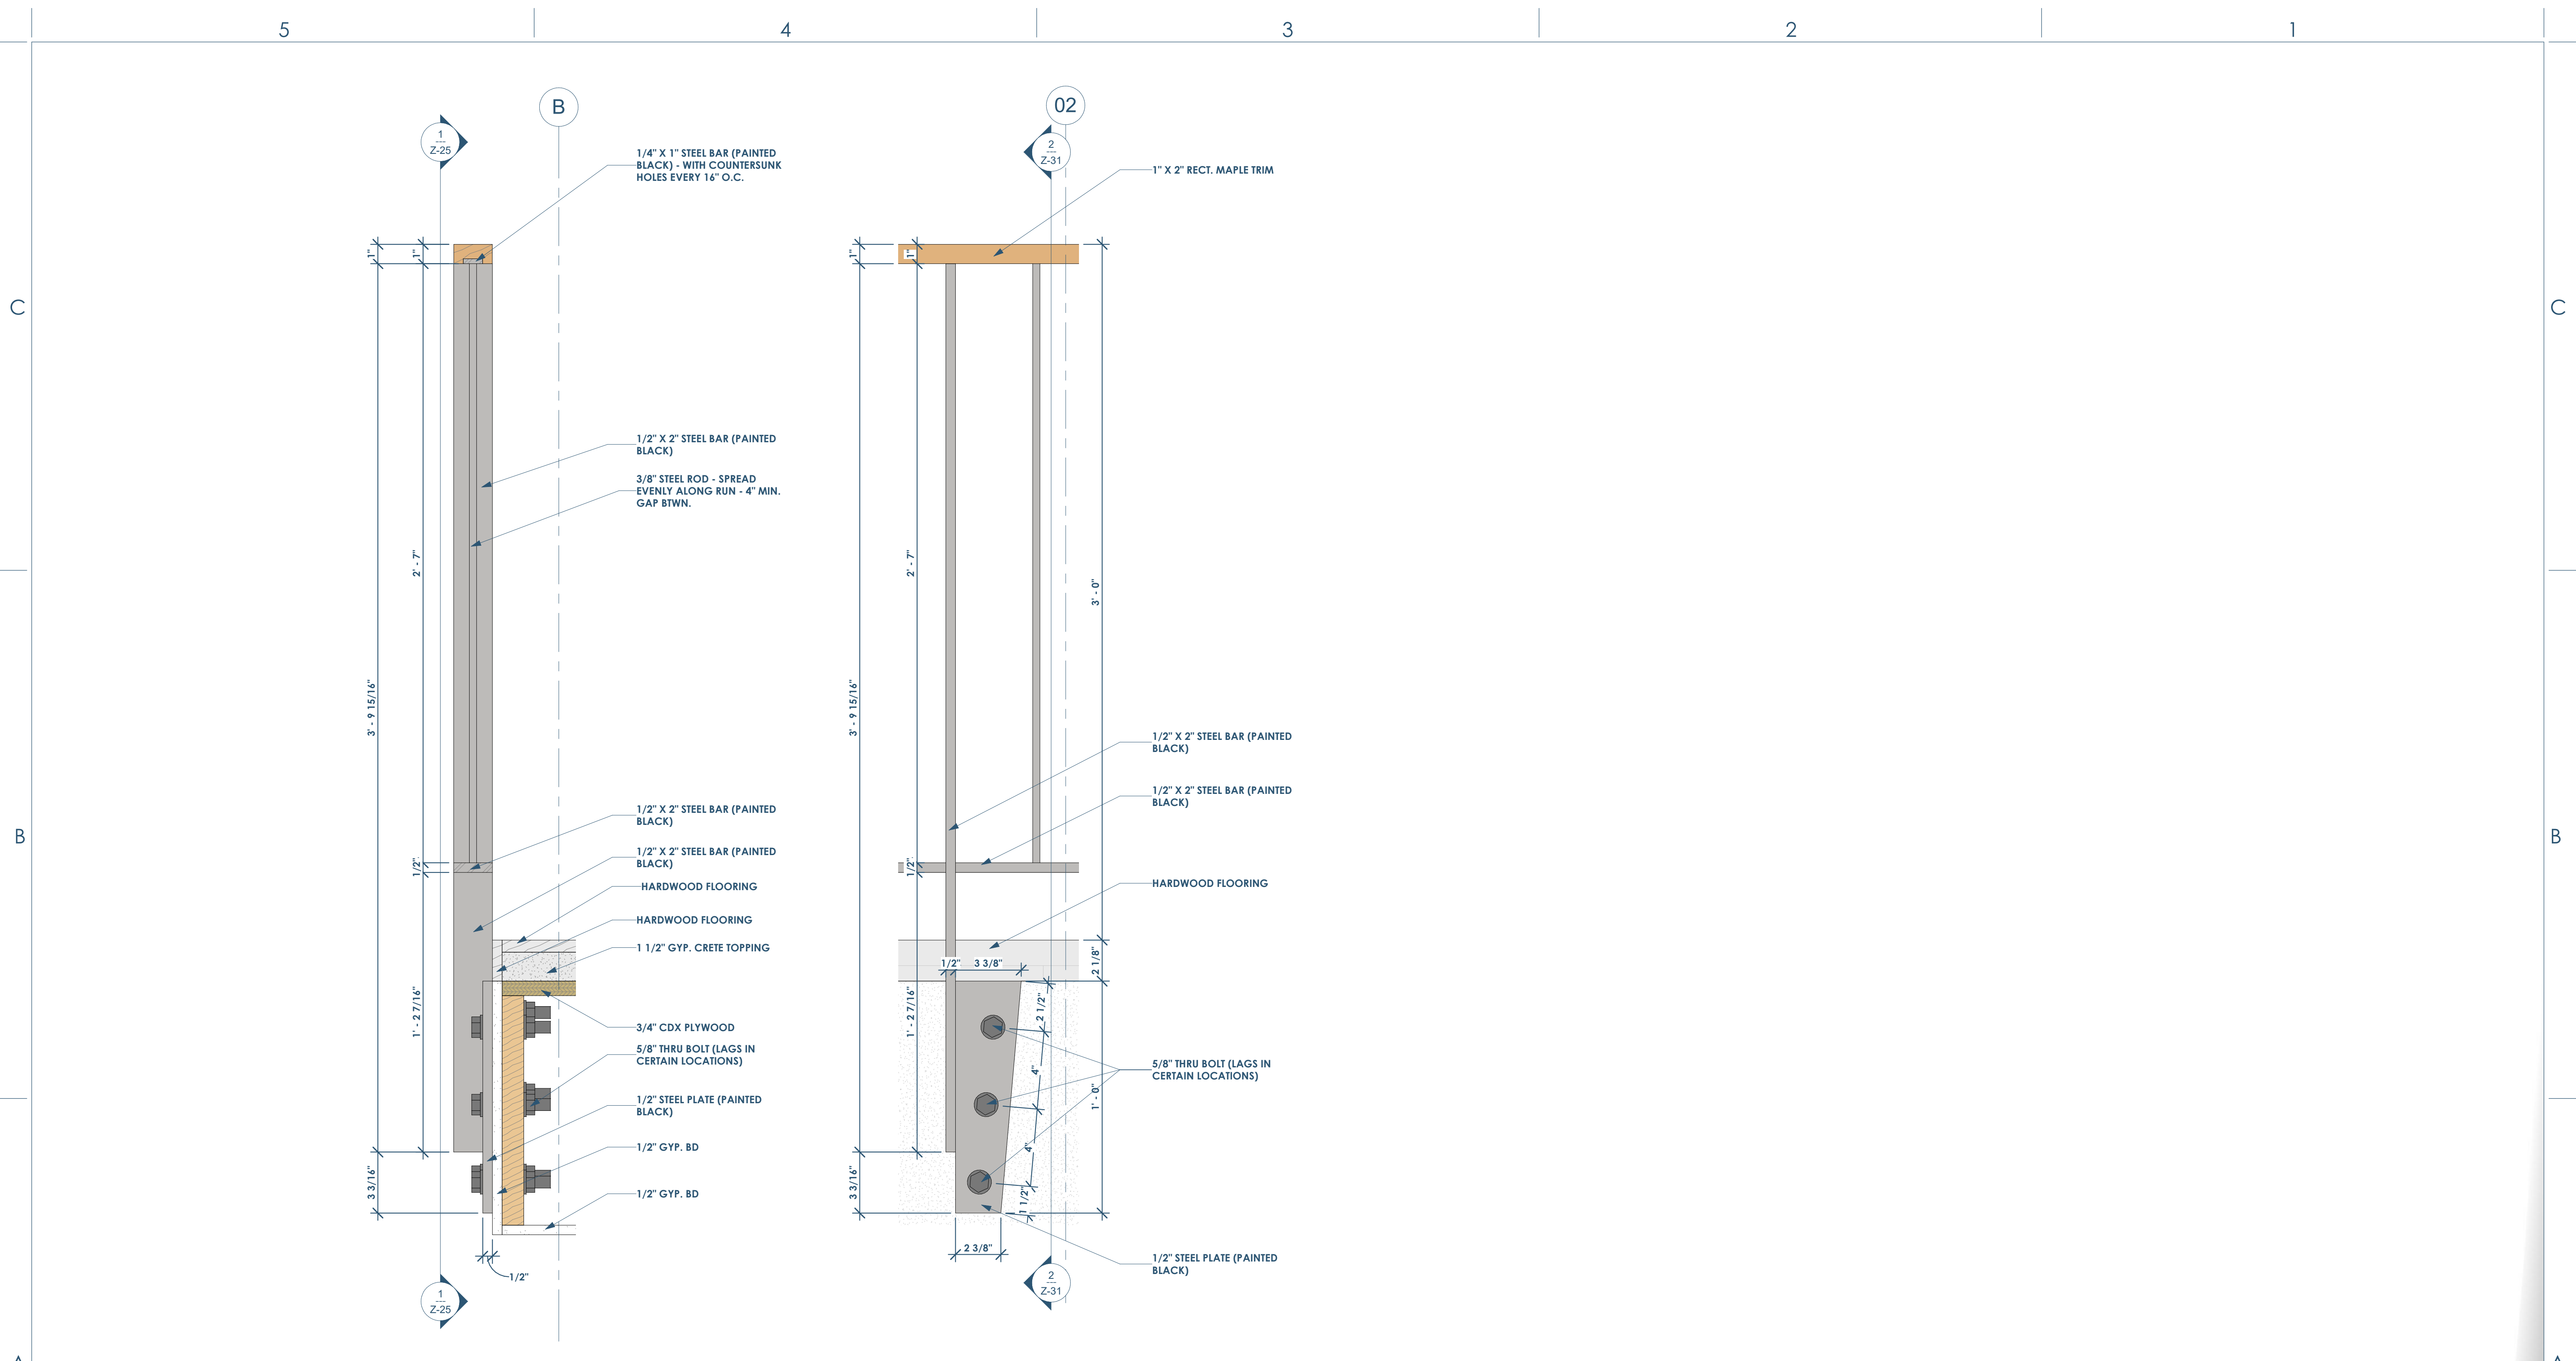 5
4
3
2
1
C
C
B
B
B
02
1
---
Z-25
2
---
Z-31
1/4" X 1" STEEL BAR (PAINTED
BLACK) - WITH COUNTERSUNK
HOLES EVERY 16" O.C.
1/2" X 2" STEEL BAR (PAINTED
BLACK)
3/8" STEEL ROD - SPREAD
EVENLY ALONG RUN - 4" MIN.
GAP BTWN.
1/2" X 2" STEEL BAR (PAINTED
BLACK)
1/2" X 2" STEEL BAR (PAINTED
BLACK)
HARDWOOD FLOORING
HARDWOOD FLOORING
1 1/2" GYP. CRETE TOPPING
3/4" CDX PLYWOOD
5/8" THRU BOLT (LAGS IN
CERTAIN LOCATIONS)
1/2" STEEL PLATE (PAINTED
BLACK)
1/2" GYP. BD
1/2" GYP. BD
1"
1"
2' - 7"
3' - 9 15/16"
1/2"
1' - 2 7/16"
3 3/16"
1/2"
1
---
Z-25
1" X 2" RECT. MAPLE TRIM
1/2" X 2" STEEL BAR (PAINTED
BLACK)
1/2" X 2" STEEL BAR (PAINTED
BLACK)
HARDWOOD FLOORING
5/8" THRU BOLT (LAGS IN
CERTAIN LOCATIONS)
1/2" STEEL PLATE (PAINTED
BLACK)
1"
1"
2' - 7"
3' - 0"
3' - 9 15/16"
1/2"
1/2"
3 3/8"
2 1/8"
1' - 2 7/16"
2 1/2"
4"
4"
1 1/2"
1' - 0"
3 3/16"
2 3/8"
2
---
Z-31